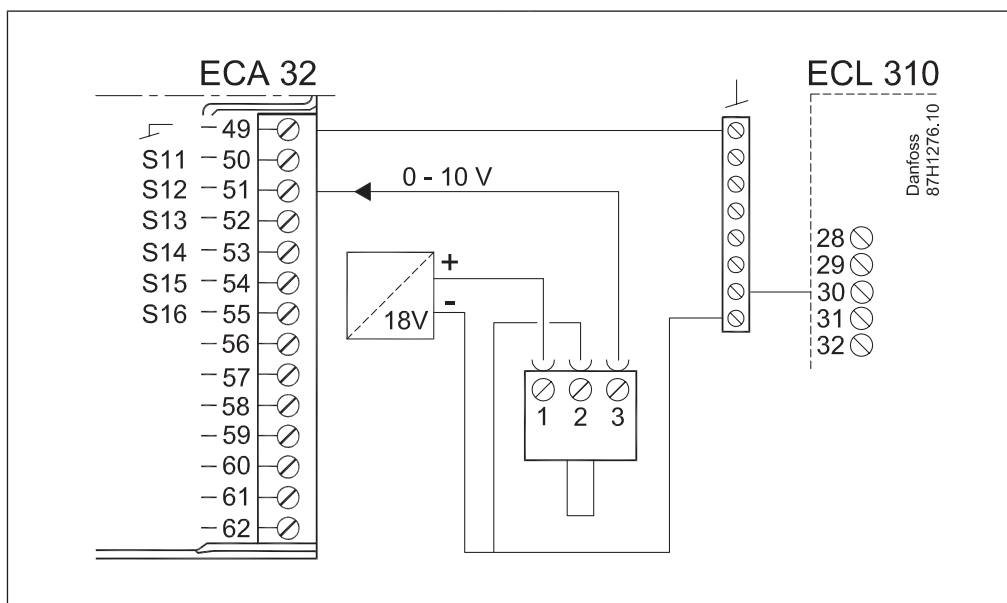 ECA 32
ECL 310
49
S11 50
S12 51
S13 52
S14 53
S15 54
S16 55
56
57
58
59
60
61
62
0 - 10 V
+
-
18V
1 2 3
28
29
30
31
32
Danfoss
87H1276.10